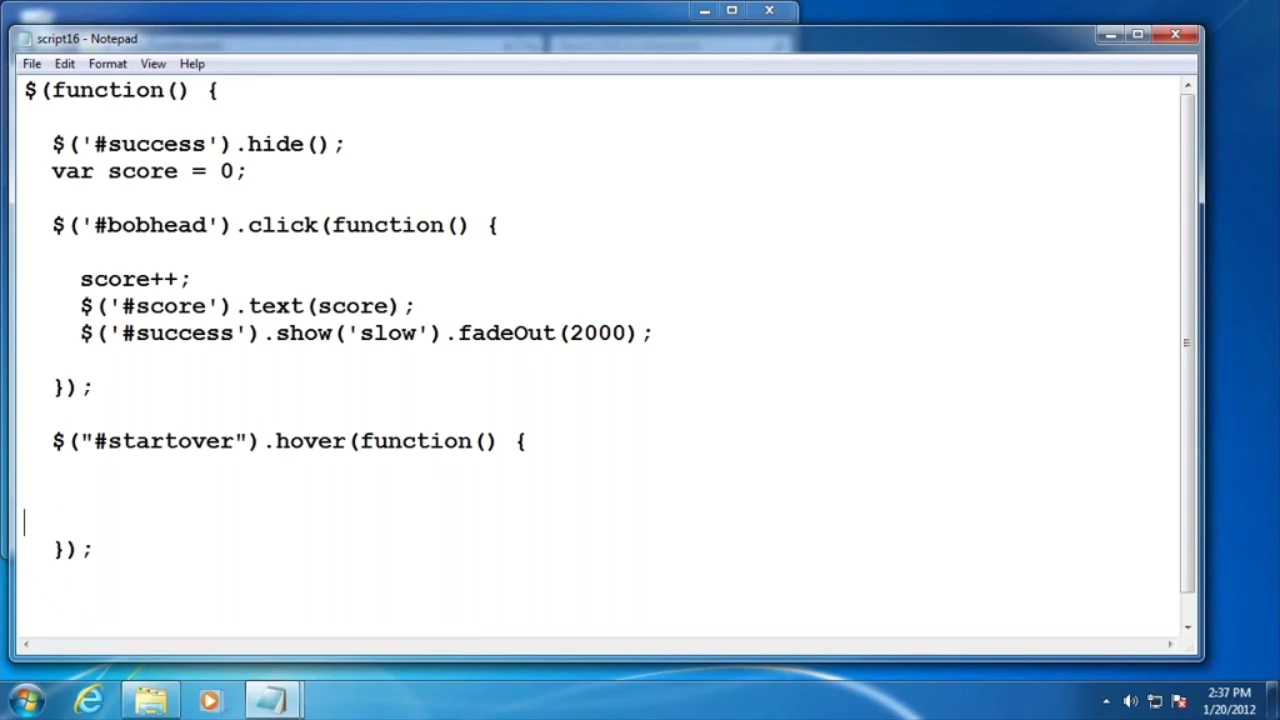 script16 - Notepad
File Edit Format View Help
$(function() {
$('#success').hide();
var score = 0;
$('#bobhead').click(function() {
score++;
$('#score').text(score);
$('#success').show('slow').fadeOut(2000);
});
$("#startover").hover(function() {
});
2:37 PM
1/20/2012